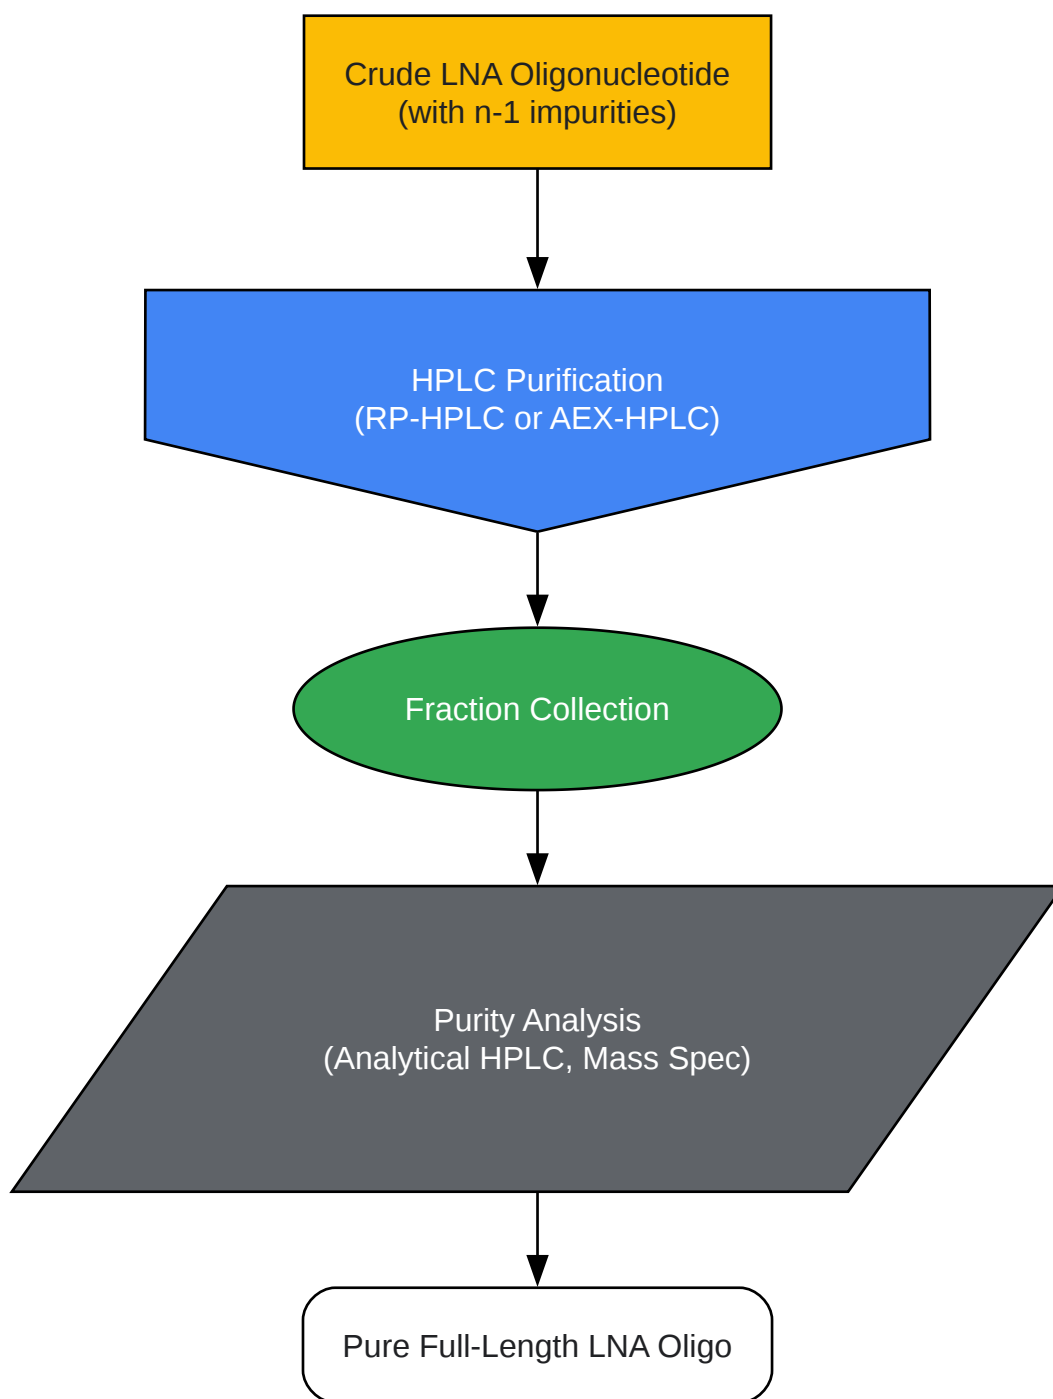 Crude LNA Oligonucleotide
(with n-1 impurities)
HPLC Purification
(RP-HPLC or AEX-HPLC)
Fraction Collection
Purity Analysis
(Analytical HPLC, Mass Spec)
Pure Full-Length LNA Oligo